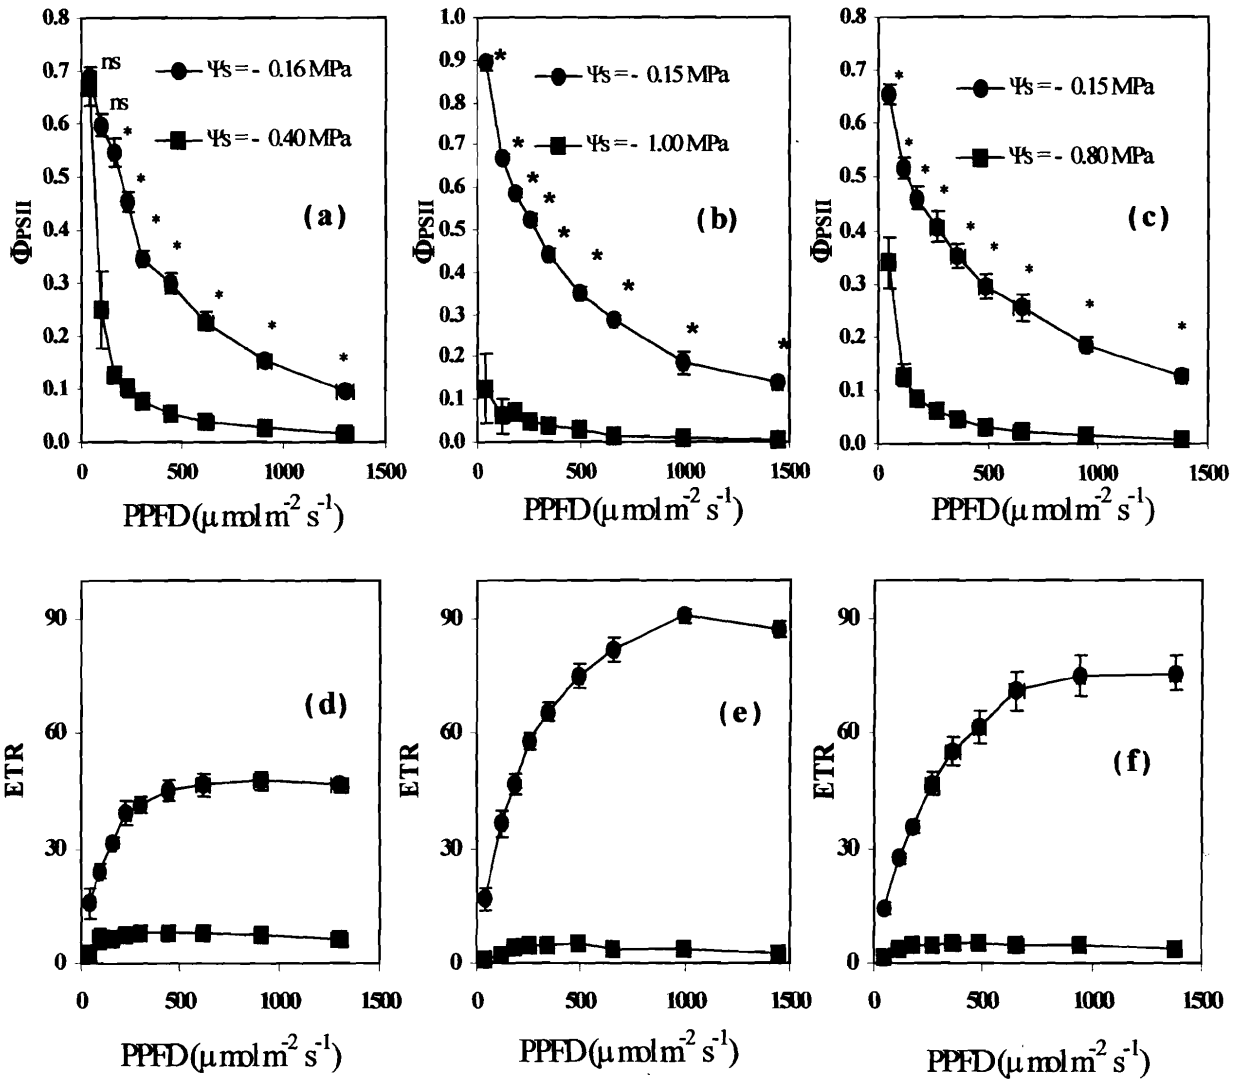 0.8
0.7
0.6
0.5
0.4
0.3
0.2
0.1
0.0
ΦPSII
ns
ns
*
*
*
*
*
*
*
Ψs = - 0.16 MPa
Ψs = - 0.40 MPa
(a)
0 500 1000 1500
PPFD (μ mol m⁻² s⁻¹)
1.0
0.9
0.8
0.7
0.6
0.5
0.4
0.3
0.2
0.1
0.0
ΦPSII
*
*
*
*
*
*
*
*
*
Ψs = - 0.15 MPa
Ψs = - 1.00 MPa
(b)
0 500 1000 1500
PPFD (μ mol m⁻² s⁻¹)
0.8
0.7
0.6
0.5
0.4
0.3
0.2
0.1
0.0
ΦPSII
*
*
*
*
*
*
*
*
*
Ψs = - 0.15 MPa
Ψs = - 0.80 MPa
(c)
0 500 1000 1500
PPFD (μ mol m⁻² s⁻¹)
90
60
30
0
ETR
(d)
0 500 1000 1500
PPFD (μ mol m⁻² s⁻¹)
90
60
30
0
ETR
(e)
0 500 1000 1500
PPFD (μ mol m⁻² s⁻¹)
90
60
30
0
ETR
(f)
0 500 1000 1500
PPFD (μ mol m⁻² s⁻¹)